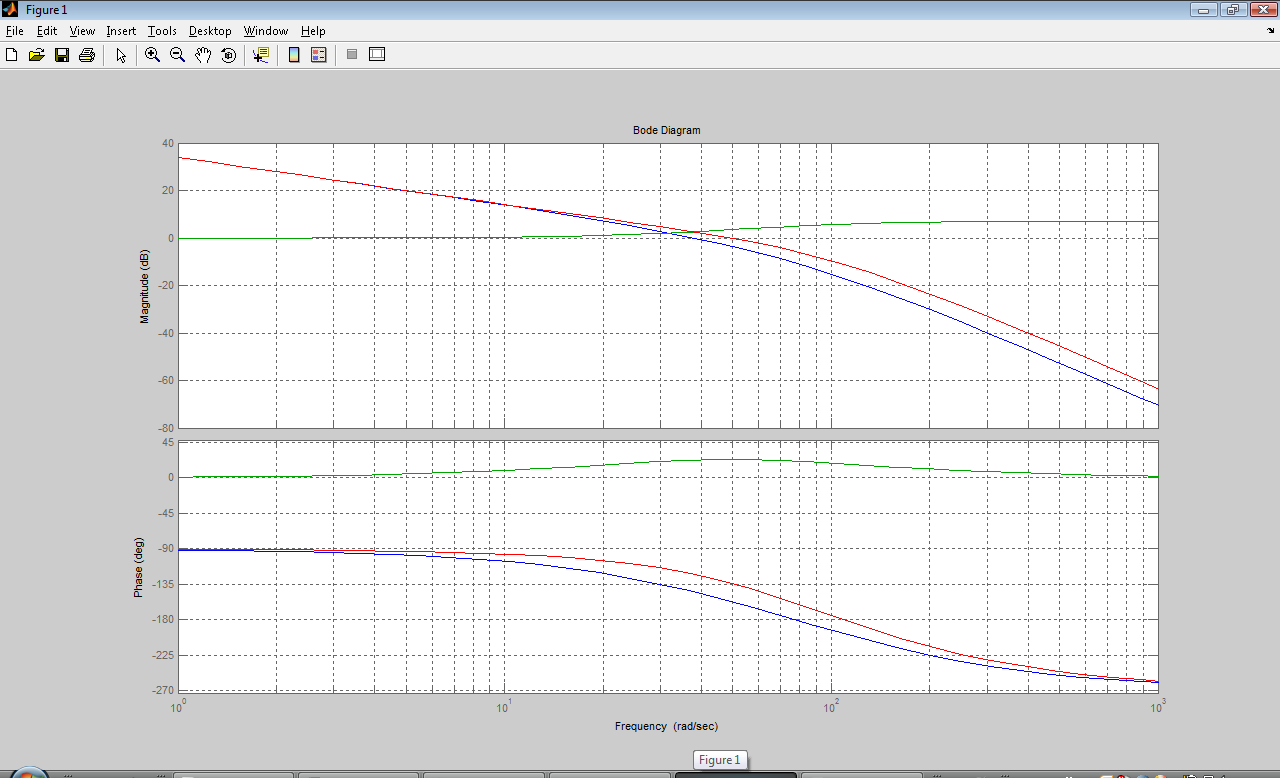 Figure 1
File Edit View Insert Tools Desktop Window Help
Bode Diagram
40
20
0
-20
-40
-60
-80
Magnitude (dB)
45
0
-45
-90
-135
-180
-225
-270
Phase (deg)
10^0 10^1 10^2 10^3
Frequency (rad/sec)
Figure 1